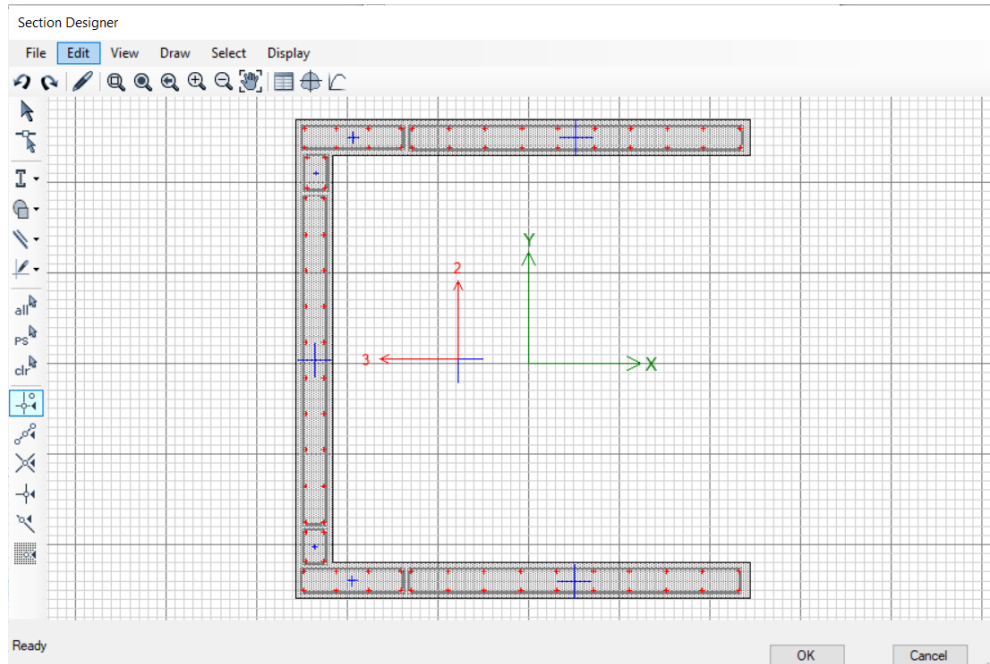 Section Designer
File Edit View Draw Select Display
all
PS
clr
Y
2
3
X
Ready
OK Cancel